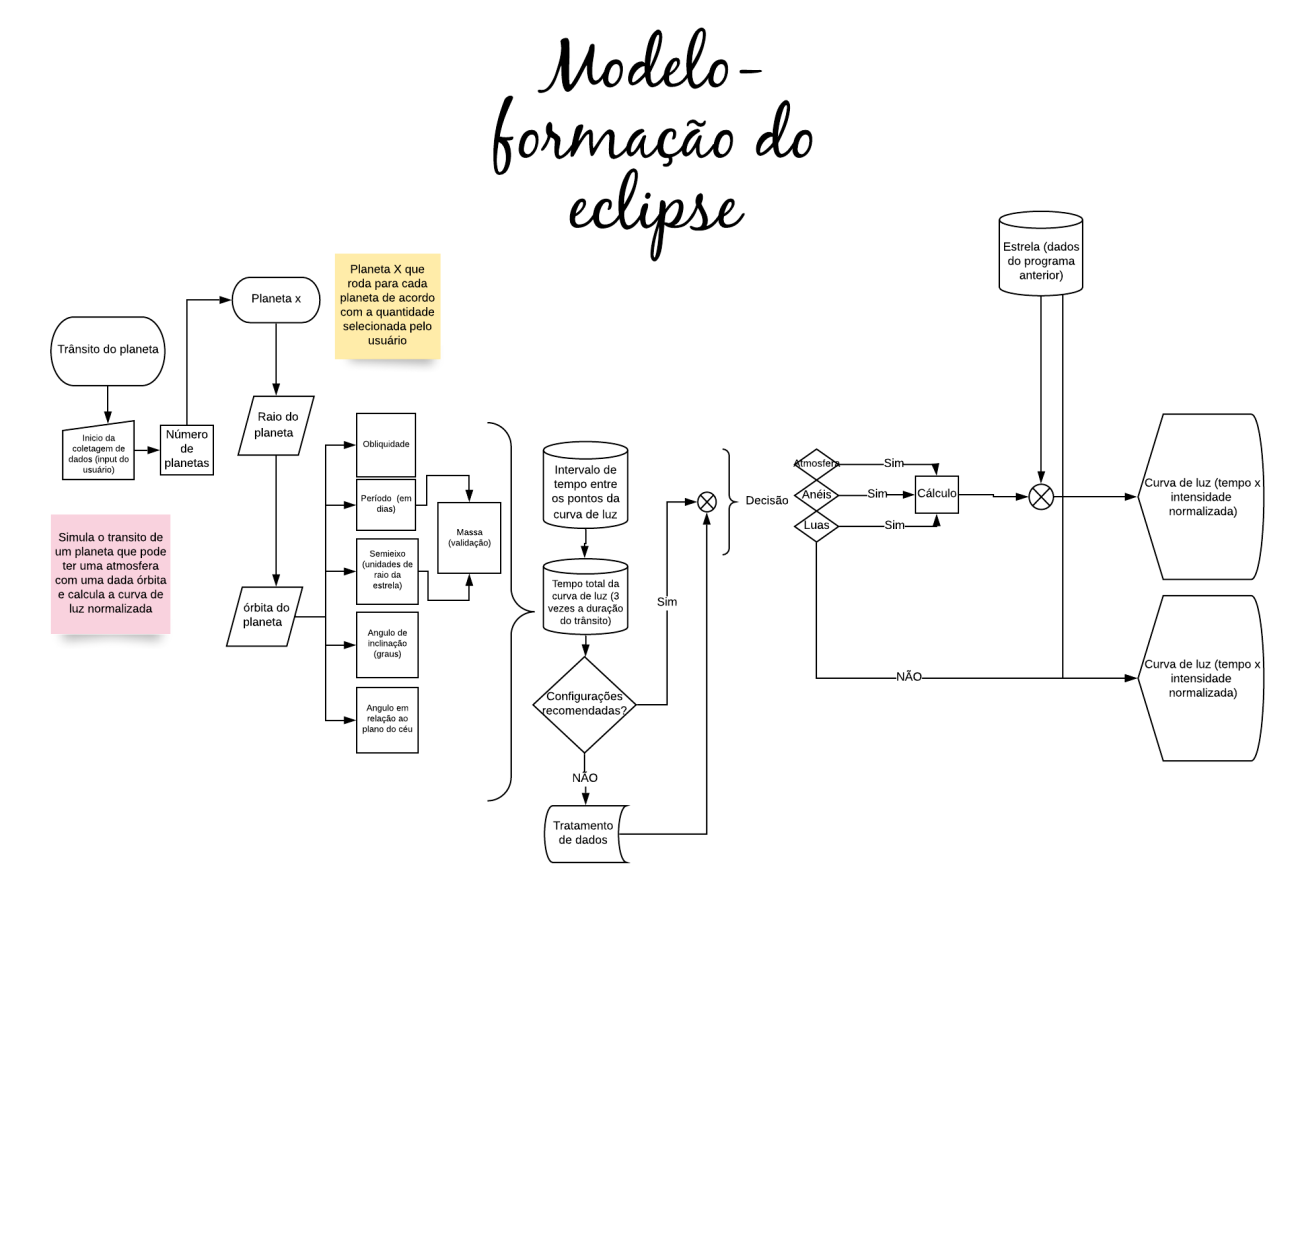 Modelo -
formação do
eclipse
Estrela (dados
do programa
anterior)
Planeta X que
roda para cada
planeta de acordo
com a quantidade
selecionada pelo
usuário
Planeta x
Trânsito do planeta
Raio do
planeta
Inicio da
coletagem de
dados (input do
usuário)
Número
de
planetas
Simula o transito de
um planeta que pode
ter uma atmosfera
com uma dada órbita
e calcula a curva de
luz normalizada
órbita do
planeta
Obliquidade
Período (em
dias)
Semieixo
(unidades de
raio da
estrela)
Angulo de
inclinação
(graus)
Angulo em
relação ao
plano do céu
Massa
(validação)
Intervalo de
tempo entre
os pontos da
curva de luz
Tempo total da
curva de luz (3
vezes a duração
do trânsito)
Configurações
recomendadas?
Sim
NÃO
Tratamento
de dados
Decisão
Atmosfera
Sim
Anéis
Sim
Luas
Sim
Cálculo
NÃO
Curva de luz (tempo x
intensidade
normalizada)
Curva de luz (tempo x
intensidade
normalizada)